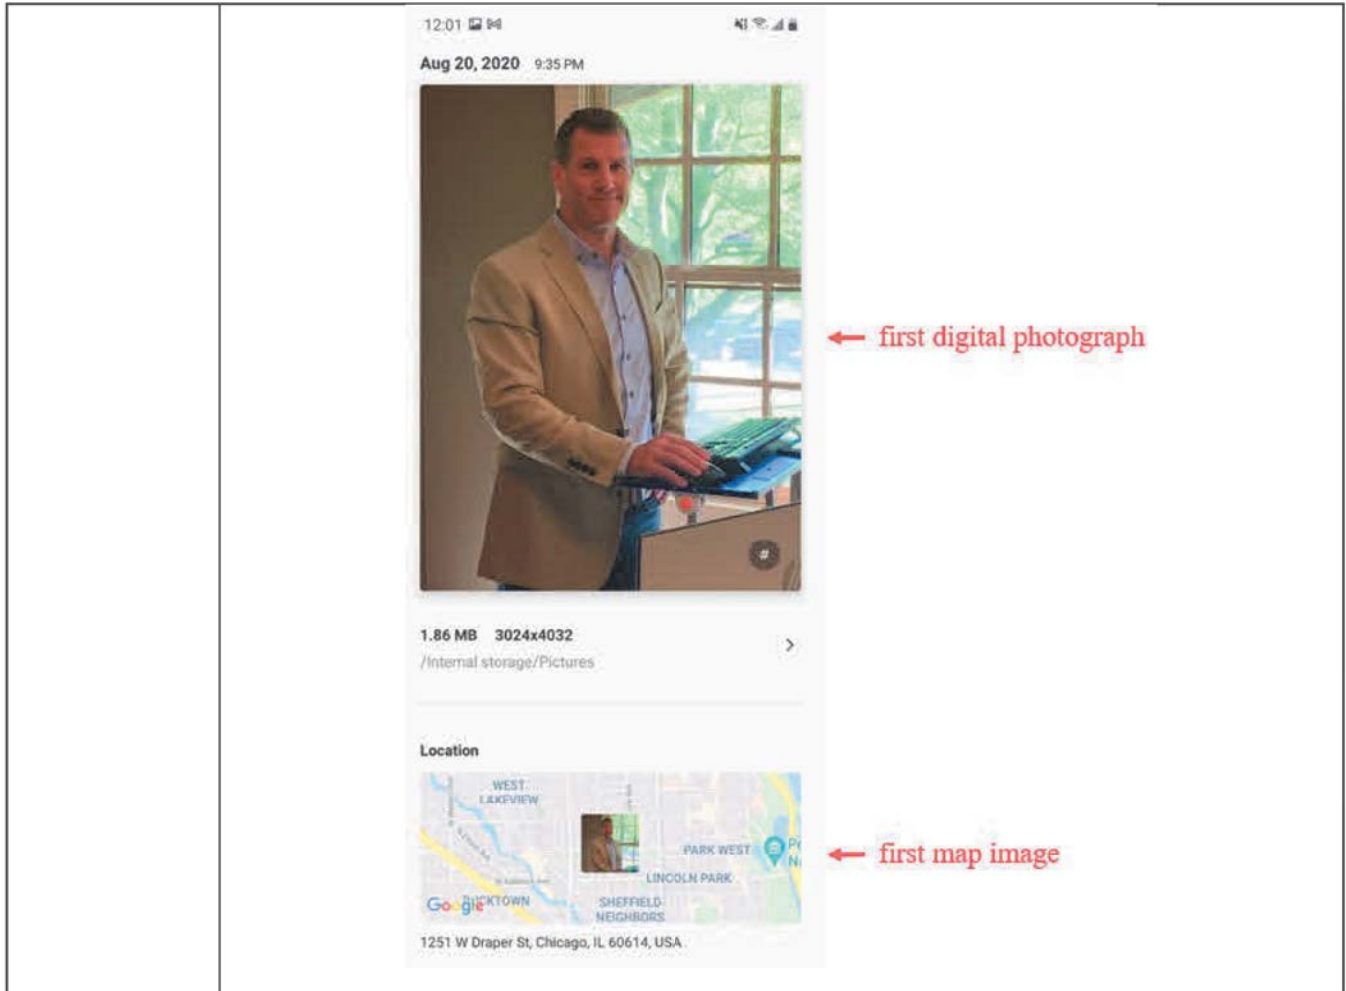 12:01
Aug 20, 2020 9:35 PM
← first digital photograph
#
1.86 MB 3024x4032
/Internal storage/Pictures
Location
WEST
LAKEVIEW
PARK WEST
LINCOLN PARK
← first map image
Google
BUCKTOWN
SHEFFIELD
NEIGHBORS
1251 W Draper St, Chicago, IL 60614, USA